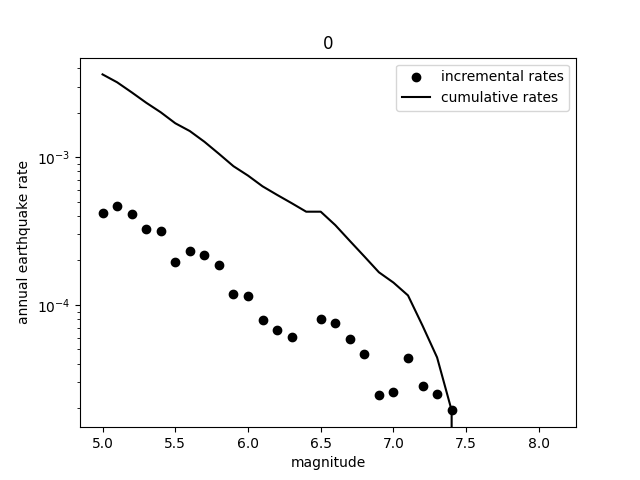 0
incremental rates
cumulative rates
annual earthquake rate
10⁻³
10⁻⁴
5.0 5.5 6.0 6.5 7.0 7.5 8.0
magnitude